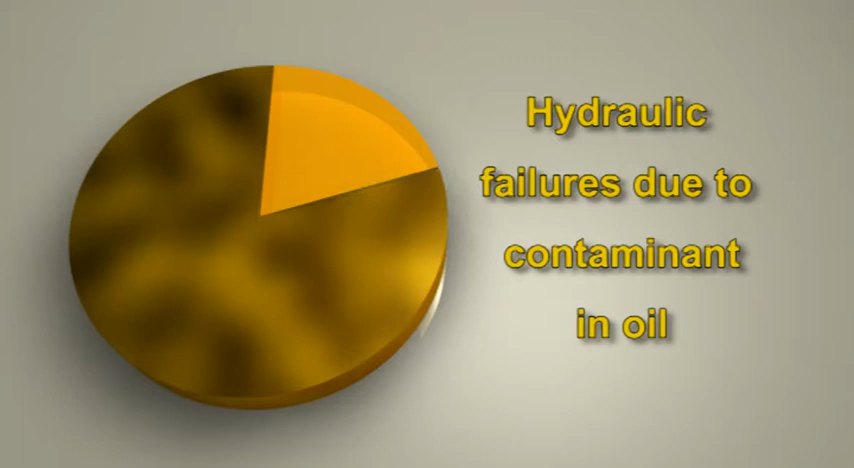 Hydraulic
failures due to
contaminant
in oil